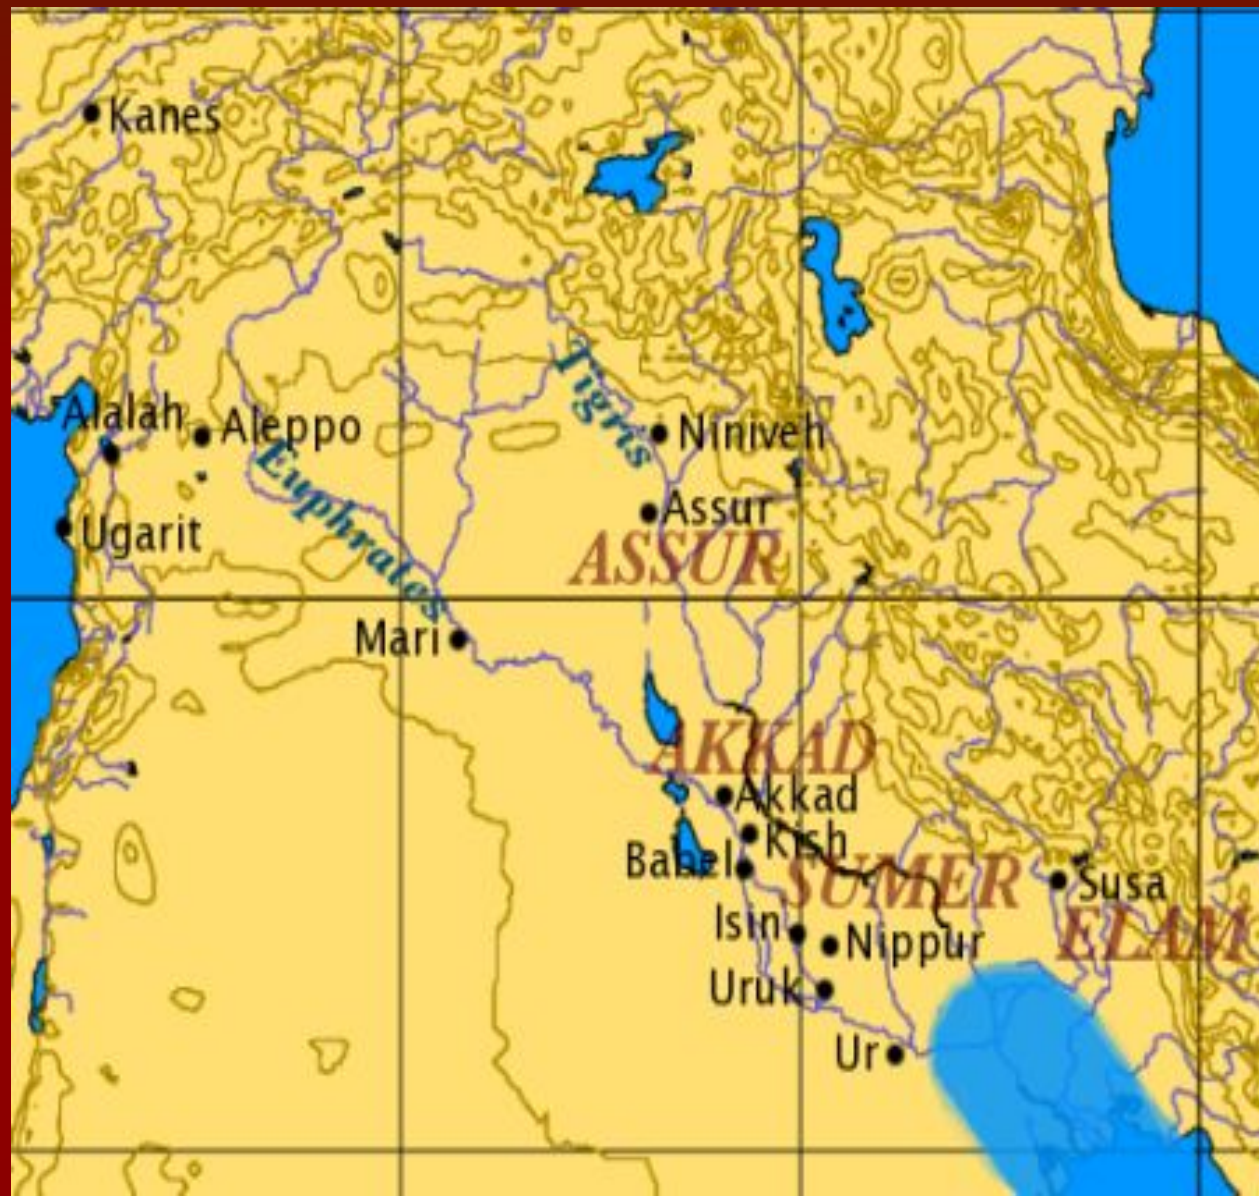 Kanes
Alalah
Aleppo
Tigris
Niniveh
Euphrates
Assur
Ugarit
ASSUR
Mari
AKKAD
Akkad
Kish
Babel
SUMER
Susa
Isin
ELAM
Nippur
Uruk
Ur